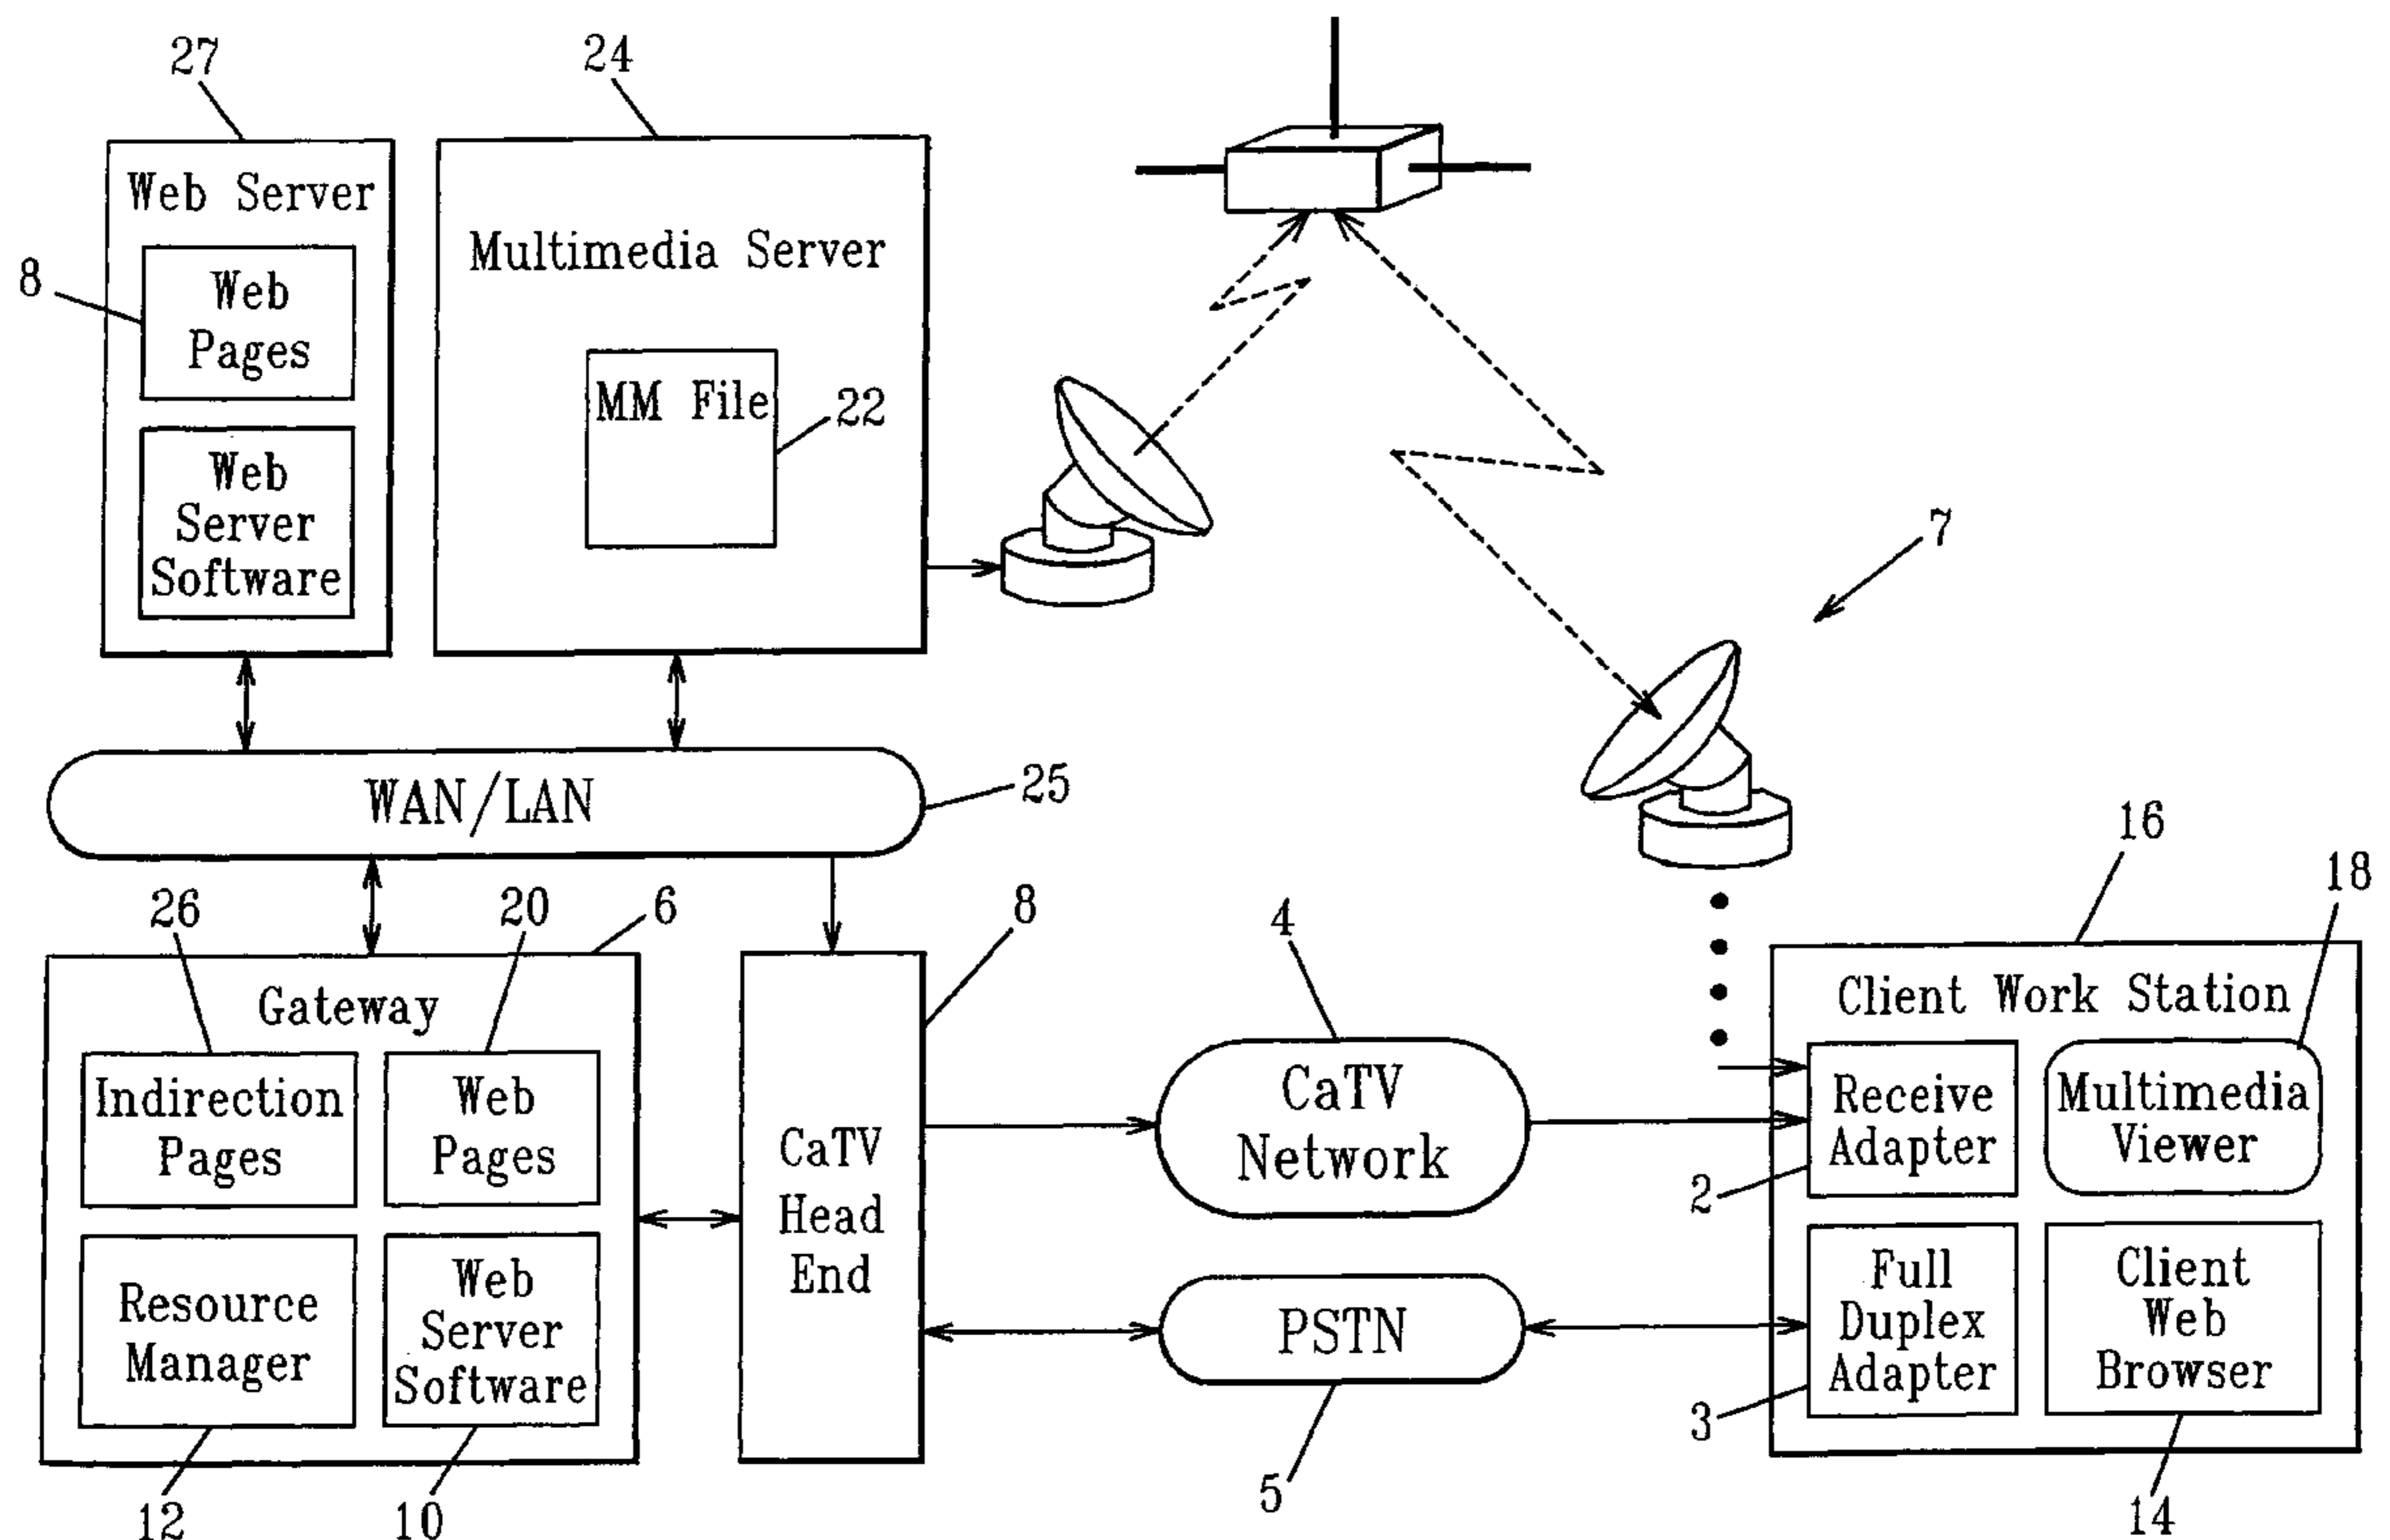 27
24
Web Server
8
Web
Pages
Web
Server
Software
Multimedia Server
MM File
22
7
WAN/LAN
25
26
20
6
Gateway
Indirection
Pages
Web
Pages
Resource
Manager
Web
Server
Software
12
10
8
CaTV
Head
End
4
CaTV
Network
PSTN
5
16
18
Client Work Station
Receive
Adapter
2
Multimedia
Viewer
Full
Duplex
Adapter
3
Client
Web
Browser
14